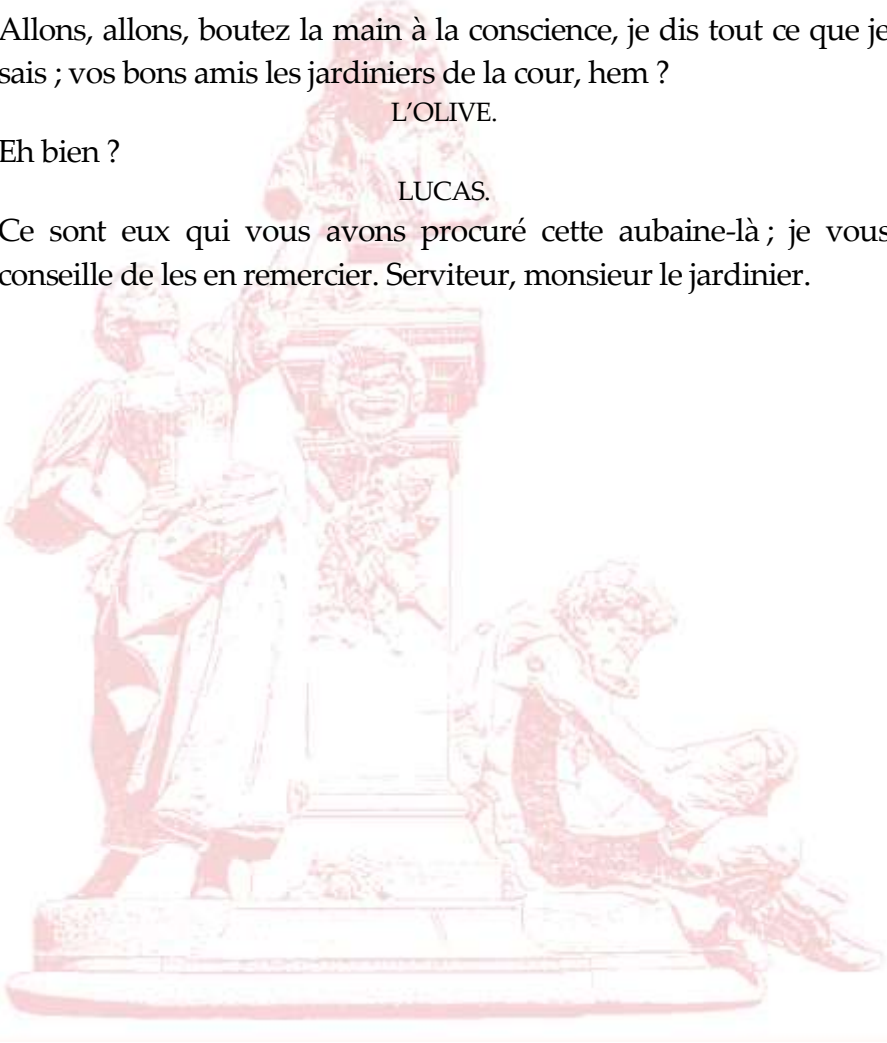 Allons, allons, boutez la main à la conscience, je dis tout ce que je
sais ; vos bons amis les jardiniers de la cour, hem ?
L’OLIVE.
Eh bien ?
LUCAS.
Ce sont eux qui vous avons procuré cette aubaine-là ; je vous
conseille de les en remercier. Serviteur, monsieur le jardinier.